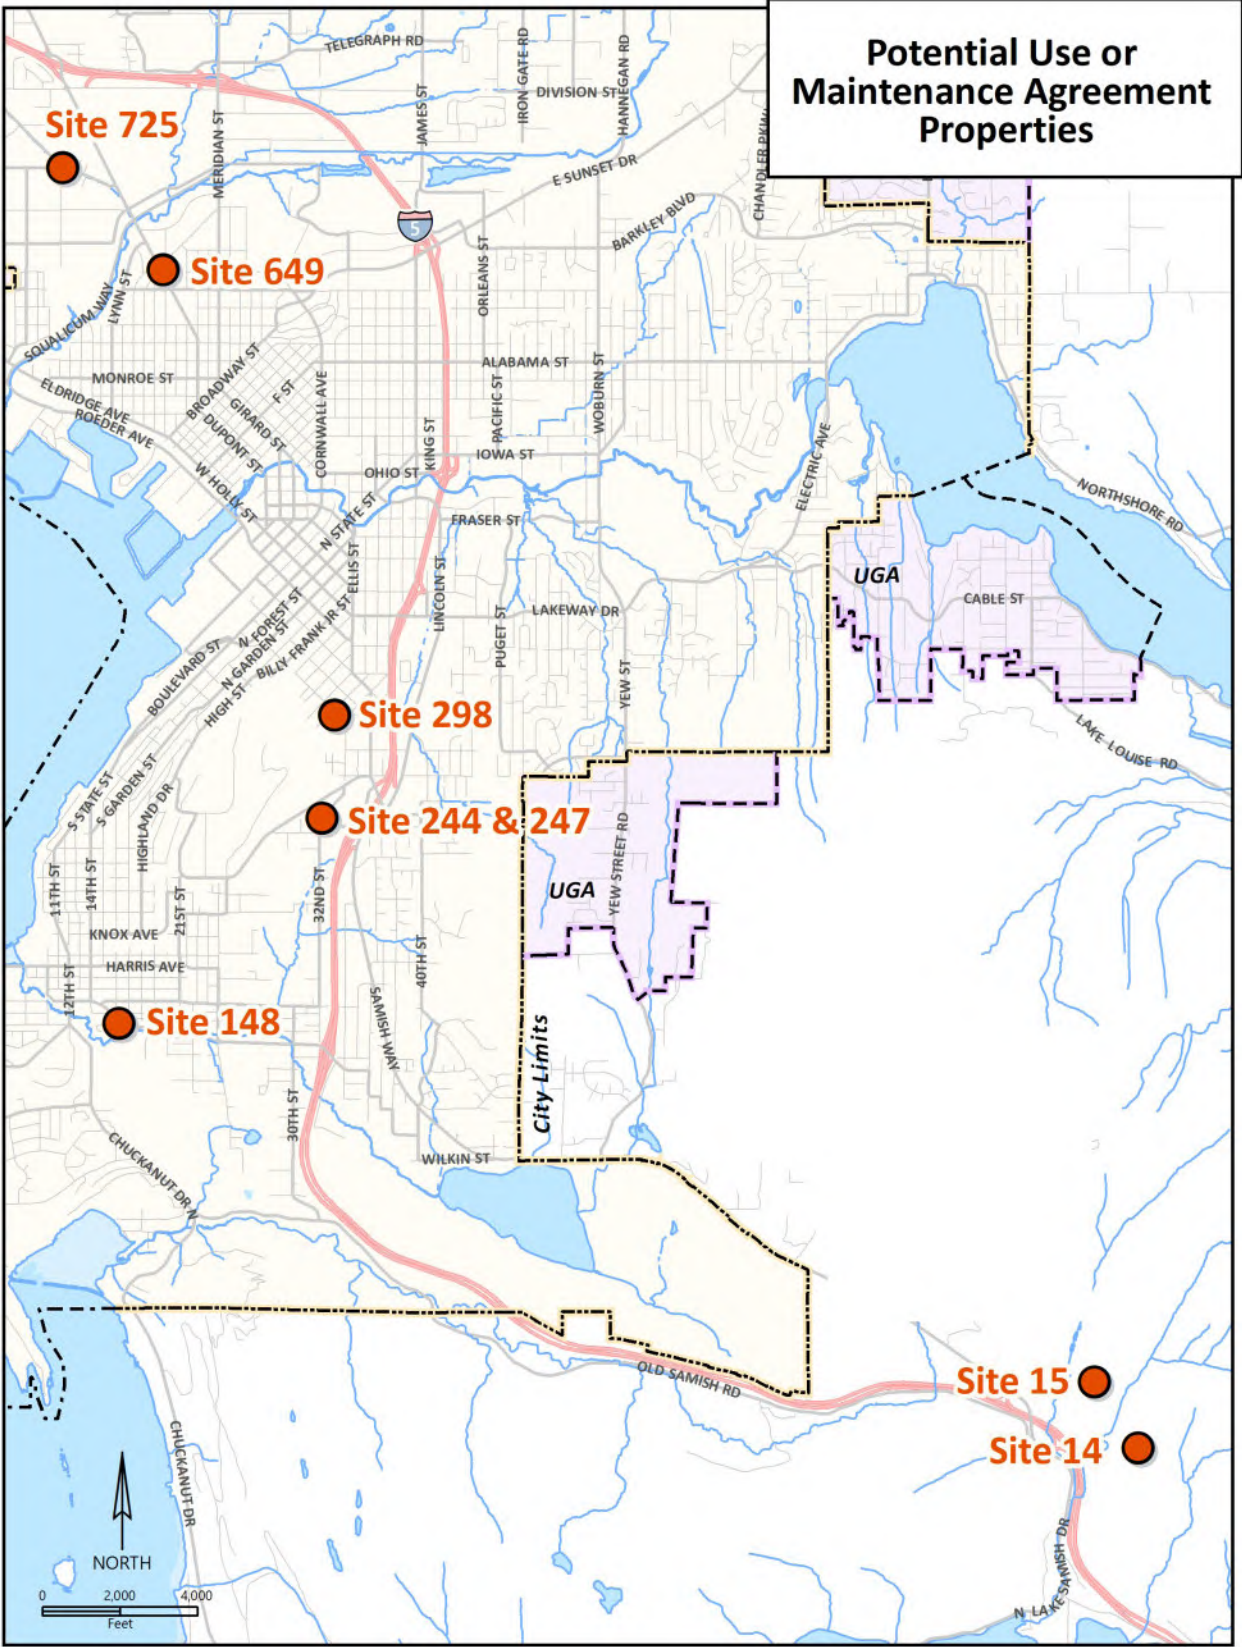 Potential Use or
Maintenance Agreement
Properties
TELEGRAPH RD
IRON GATE RD
HANNEGAN RD
DIVISION ST
JAMES ST
MERIDIAN ST
Site 725
E SUNSET DR
CHANDLER PKWY
BARKLEY BLVD
5
Site 649
ORLEANS ST
LYNN ST
SQUALICUM WAY
ALABAMA ST
MONROE ST
BROADWAY ST
F ST
GIRARD ST
DUPONT ST
ELDRIDGE AVE
ROEDER AVE
CORNWALL AVE
PACIFIC ST
WOBURN ST
KING ST
IOWA ST
OHIO ST
ELECTRIC AVE
W HOLLY ST
N STATE ST
FRASER ST
NORTHSHORE RD
ELLIS ST
LINCOLN ST
UGA
CABLE ST
LAKEWAY DR
PUGET ST
N FOREST ST
N GARDEN ST
BILLY FRANK JR ST
BOULEVARD ST
HIGH ST
YEW ST
Site 298
LAKE LOUISE RD
S STATE ST
S GARDEN ST
HIGHLAND DR
Site 244 & 247
YEW STREET RD
UGA
11TH ST
14TH ST
21ST ST
32ND ST
KNOX AVE
HARRIS AVE
40TH ST
12TH ST
SAMISH WAY
Site 148
City Limits
30TH ST
CHUCKANUT DR N
WILKIN ST
OLD SAMISH RD
Site 15
Site 14
CHUCKANUT DR
N LAKE SAMISH DR
NORTH
0 2,000 4,000
Feet